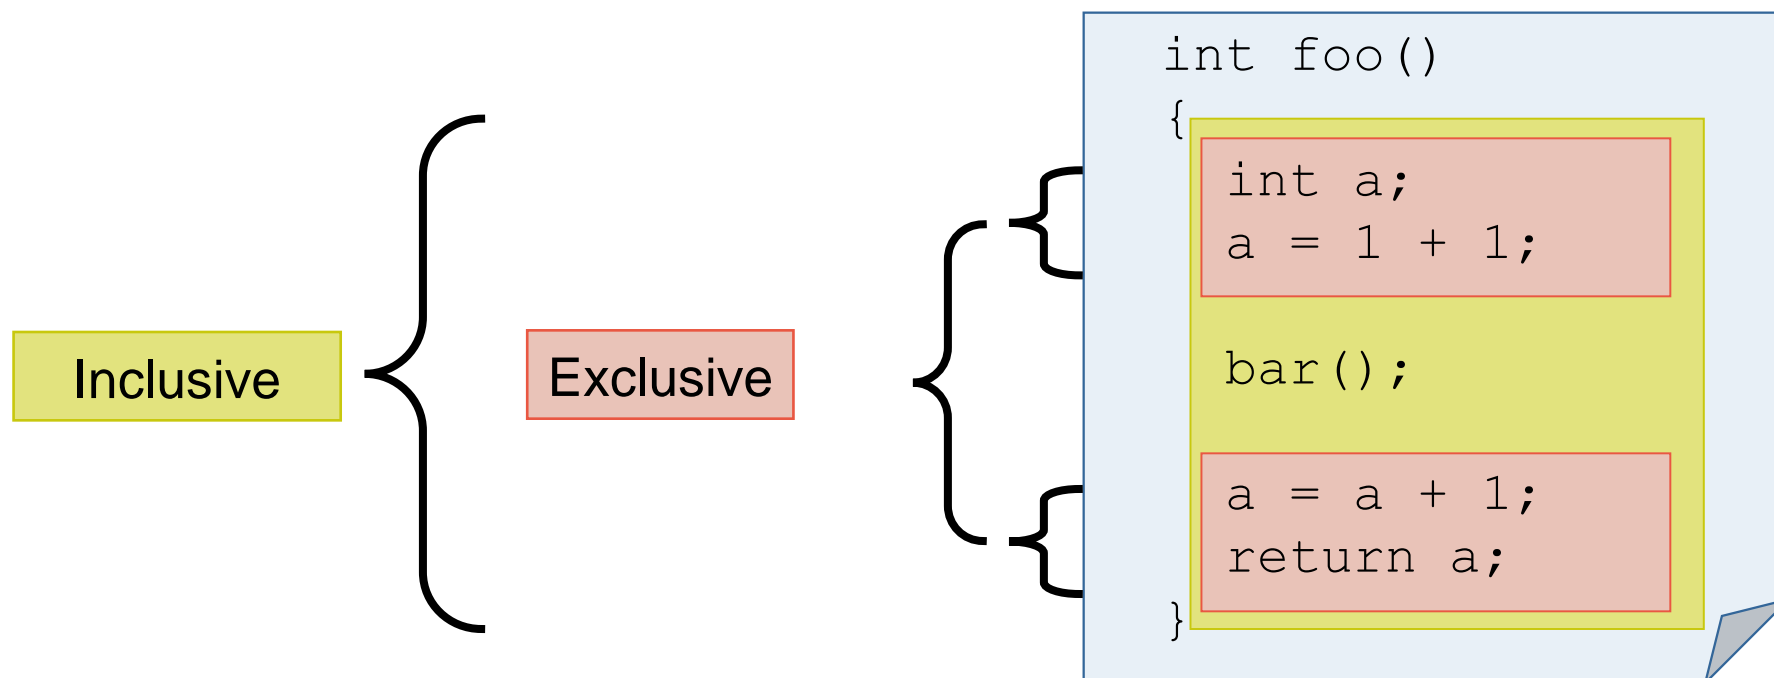 Inclusive
Exclusive
int foo()
{
int a;
a = 1 + 1;
bar();
a = a + 1;
return a;
}